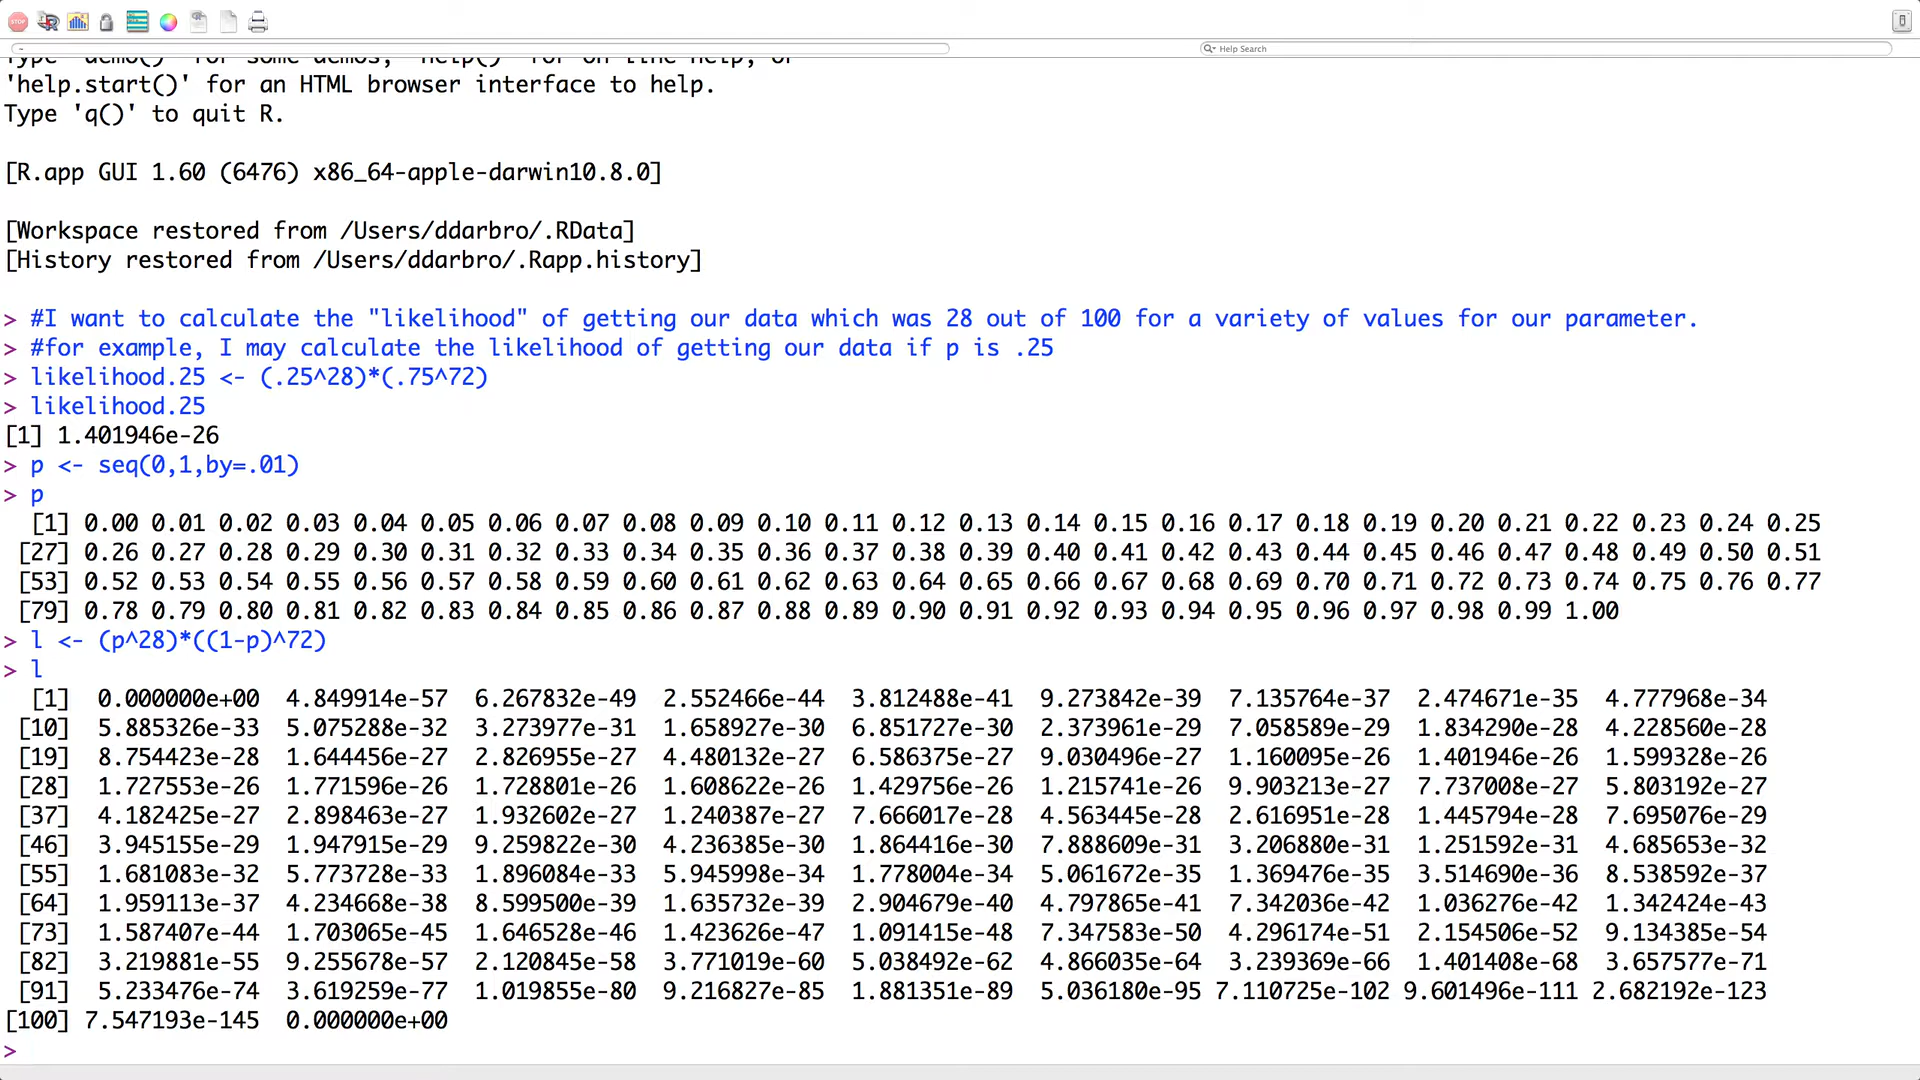 STOP
~
Help Search
Type 'demo()' for some demos, 'help()' for on-line help, or
'help.start()' for an HTML browser interface to help.
Type 'q()' to quit R.
[R.app GUI 1.60 (6476) x86_64-apple-darwin10.8.0]
[Workspace restored from /Users/ddarbro/.RData]
[History restored from /Users/ddarbro/.Rapp.history]
> #I want to calculate the "likelihood" of getting our data which was 28 out of 100 for a variety of values for our parameter.
> #for example, I may calculate the likelihood of getting our data if p is .25
> likelihood.25 <- (.25^28)*(.75^72)
> likelihood.25
[1] 1.401946e-26
> p <- seq(0,1,by=.01)
> p
[1] 0.00 0.01 0.02 0.03 0.04 0.05 0.06 0.07 0.08 0.09 0.10 0.11 0.12 0.13 0.14 0.15 0.16 0.17 0.18 0.19 0.20 0.21 0.22 0.23 0.24 0.25
[27] 0.26 0.27 0.28 0.29 0.30 0.31 0.32 0.33 0.34 0.35 0.36 0.37 0.38 0.39 0.40 0.41 0.42 0.43 0.44 0.45 0.46 0.47 0.48 0.49 0.50 0.51
[53] 0.52 0.53 0.54 0.55 0.56 0.57 0.58 0.59 0.60 0.61 0.62 0.63 0.64 0.65 0.66 0.67 0.68 0.69 0.70 0.71 0.72 0.73 0.74 0.75 0.76 0.77
[79] 0.78 0.79 0.80 0.81 0.82 0.83 0.84 0.85 0.86 0.87 0.88 0.89 0.90 0.91 0.92 0.93 0.94 0.95 0.96 0.97 0.98 0.99 1.00
> l <- (p^28)*((1-p)^72)
> l
[1] 0.000000e+00 4.849914e-57 6.267832e-49 2.552466e-44 3.812488e-41 9.273842e-39 7.135764e-37 2.474671e-35 4.777968e-34
[10] 5.885326e-33 5.075288e-32 3.273977e-31 1.658927e-30 6.851727e-30 2.373961e-29 7.058589e-29 1.834290e-28 4.228560e-28
[19] 8.754423e-28 1.644456e-27 2.826955e-27 4.480132e-27 6.586375e-27 9.030496e-27 1.160095e-26 1.401946e-26 1.599328e-26
[28] 1.727553e-26 1.771596e-26 1.728801e-26 1.608622e-26 1.429756e-26 1.215741e-26 9.903213e-27 7.737008e-27 5.803192e-27
[37] 4.182425e-27 2.898463e-27 1.932602e-27 1.240387e-27 7.666017e-28 4.563445e-28 2.616951e-28 1.445794e-28 7.695076e-29
[46] 3.945155e-29 1.947915e-29 9.259822e-30 4.236385e-30 1.864416e-30 7.888609e-31 3.206880e-31 1.251592e-31 4.685653e-32
[55] 1.681083e-32 5.773728e-33 1.896084e-33 5.945998e-34 1.778004e-34 5.061672e-35 1.369476e-35 3.514690e-36 8.538592e-37
[64] 1.959113e-37 4.234668e-38 8.599500e-39 1.635732e-39 2.904679e-40 4.797865e-41 7.342036e-42 1.036276e-42 1.342424e-43
[73] 1.587407e-44 1.703065e-45 1.646528e-46 1.423626e-47 1.091415e-48 7.347583e-50 4.296174e-51 2.154506e-52 9.134385e-54
[82] 3.219881e-55 9.255678e-57 2.120845e-58 3.771019e-60 5.038492e-62 4.866035e-64 3.239369e-66 1.401408e-68 3.657577e-71
[91] 5.233476e-74 3.619259e-77 1.019855e-80 9.216827e-85 1.881351e-89 5.036180e-95 7.110725e-102 9.601496e-111 2.682192e-123
[100] 7.547193e-145 0.000000e+00
>